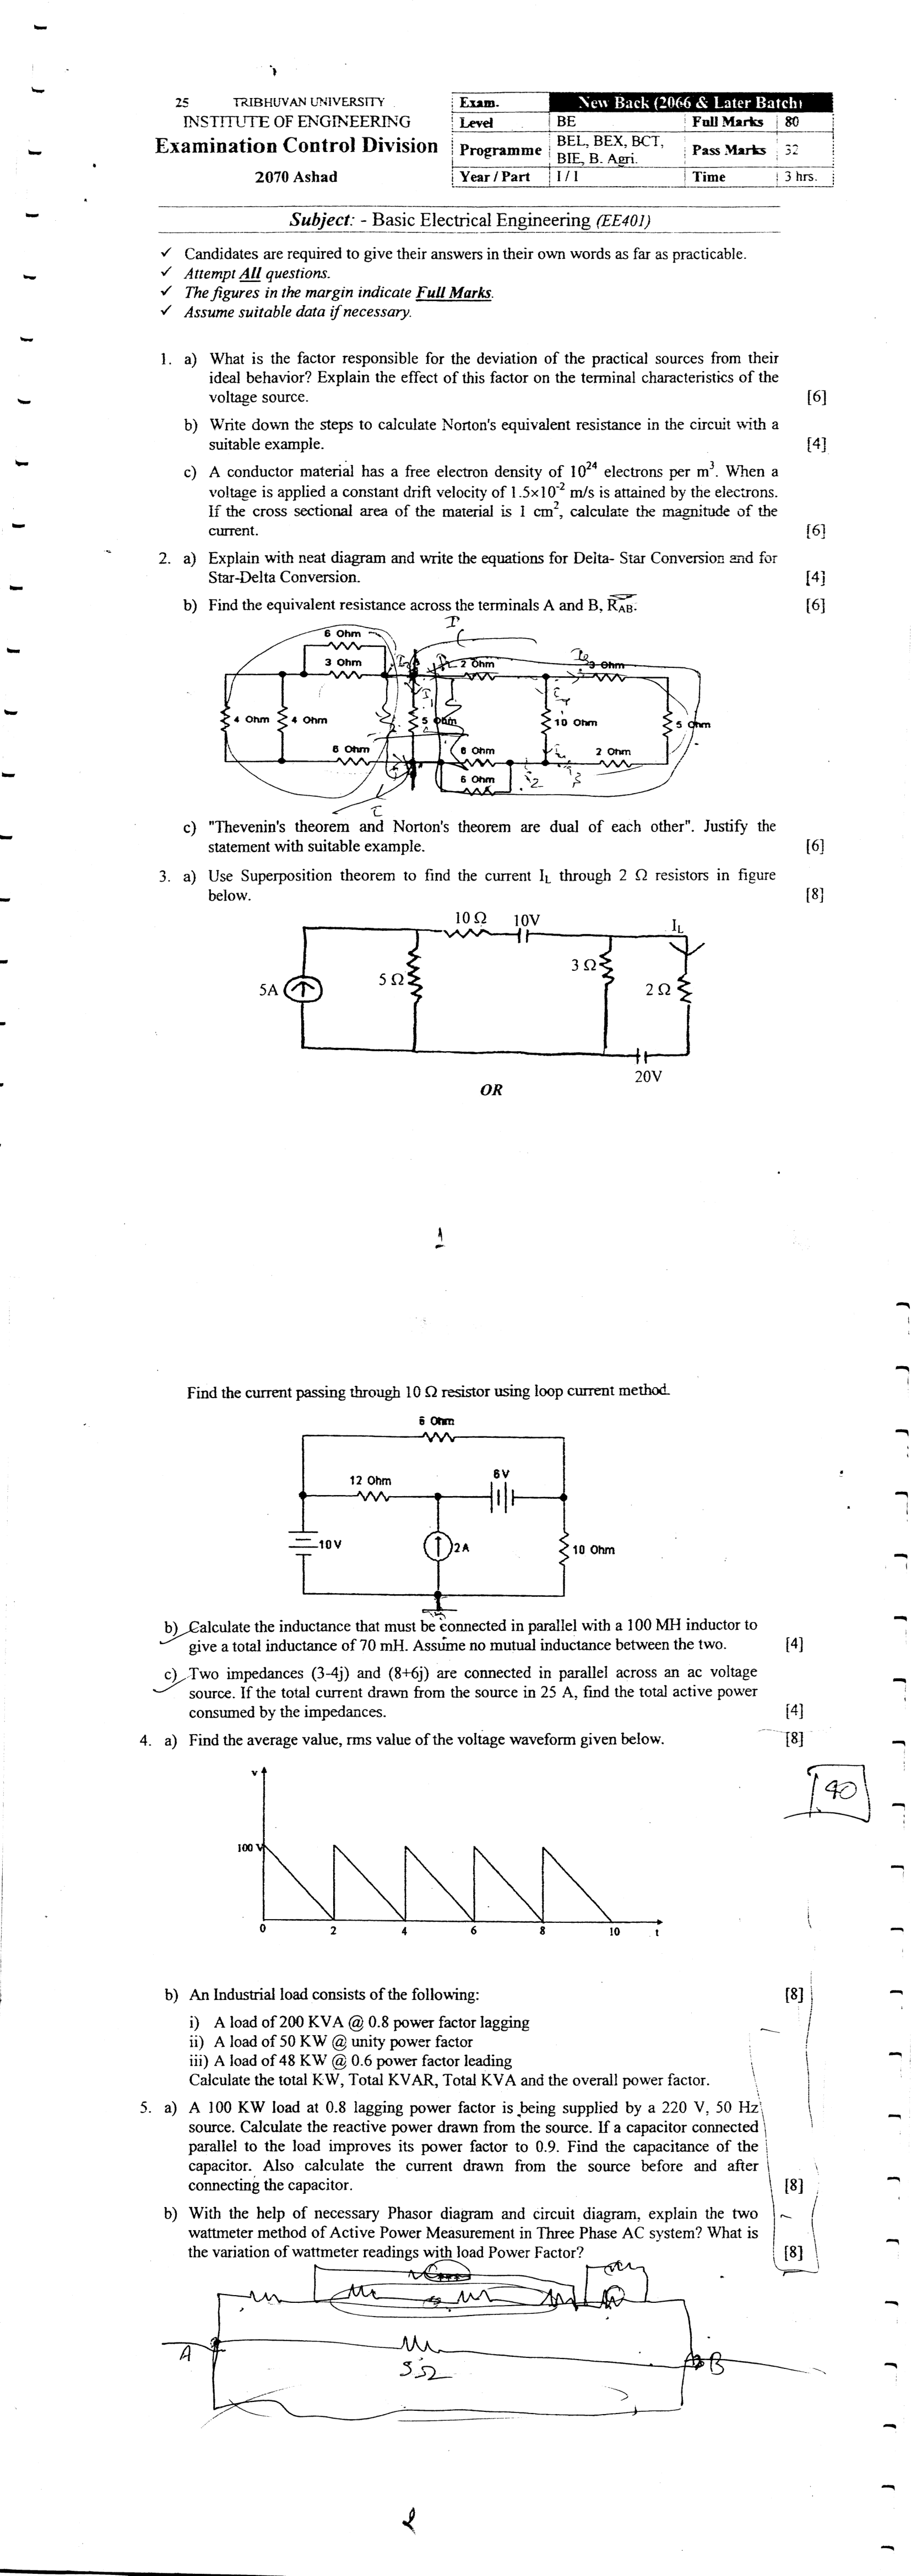 25 TRIBHUVAN UNIVERSITY
INSTITUTE OF ENGINEERING
Examination Control Division
2070 Ashad
Exam. New Back (2066 & Later Batch)
Level BE Full Marks 80
Programme BEL, BEX, BCT, BIE, B. Agri. Pass Marks 32
Year / Part I / I Time 3 hrs.
Subject: - Basic Electrical Engineering (EE401)
✓ Candidates are required to give their answers in their own words as far as practicable.
✓ Attempt All questions.
✓ The figures in the margin indicate Full Marks.
✓ Assume suitable data if necessary.
1. a) What is the factor responsible for the deviation of the practical sources from their
ideal behavior? Explain the effect of this factor on the terminal characteristics of the
voltage source. [6]
b) Write down the steps to calculate Norton's equivalent resistance in the circuit with a
suitable example. [4]
c) A conductor material has a free electron density of 10²⁴ electrons per m³. When a
voltage is applied a constant drift velocity of 1.5×10⁻² m/s is attained by the electrons.
If the cross sectional area of the material is 1 cm², calculate the magnitude of the
current. [6]
2. a) Explain with neat diagram and write the equations for Delta- Star Conversion and for
Star-Delta Conversion. [4]
b) Find the equivalent resistance across the terminals A and B, R_AB. [6]
I
6 Ohm
3 Ohm 2 Ohm 3 Ohm
4 Ohm 4 Ohm 5 Ohm 10 Ohm 5 Ohm
6 Ohm 6 Ohm 2 Ohm
6 Ohm
I
c) "Thevenin's theorem and Norton's theorem are dual of each other". Justify the
statement with suitable example. [6]
3. a) Use Superposition theorem to find the current I_L through 2 Ω resistors in figure
below. [8]
10 Ω 10V I_L
5A 5 Ω 3 Ω 2 Ω
20V
OR
1
Find the current passing through 10 Ω resistor using loop current method.
6 Ohm
12 Ohm 6V
10V 2A 10 Ohm
b) Calculate the inductance that must be connected in parallel with a 100 MH inductor to
give a total inductance of 70 mH. Assume no mutual inductance between the two. [4]
c) Two impedances (3-4j) and (8+6j) are connected in parallel across an ac voltage
source. If the total current drawn from the source in 25 A, find the total active power
consumed by the impedances. [4]
4. a) Find the average value, rms value of the voltage waveform given below. [8]
v
100 V
0 2 4 6 8 10 t
b) An Industrial load consists of the following: [8]
i) A load of 200 KVA @ 0.8 power factor lagging
ii) A load of 50 KW @ unity power factor
iii) A load of 48 KW @ 0.6 power factor leading
Calculate the total KW, Total KVAR, Total KVA and the overall power factor.
5. a) A 100 KW load at 0.8 lagging power factor is being supplied by a 220 V, 50 Hz
source. Calculate the reactive power drawn from the source. If a capacitor connected
parallel to the load improves its power factor to 0.9. Find the capacitance of the
capacitor. Also calculate the current drawn from the source before and after
connecting the capacitor. [8]
b) With the help of necessary Phasor diagram and circuit diagram, explain the two
wattmeter method of Active Power Measurement in Three Phase AC system? What is
the variation of wattmeter readings with load Power Factor? [8]
A B
5Ω
2